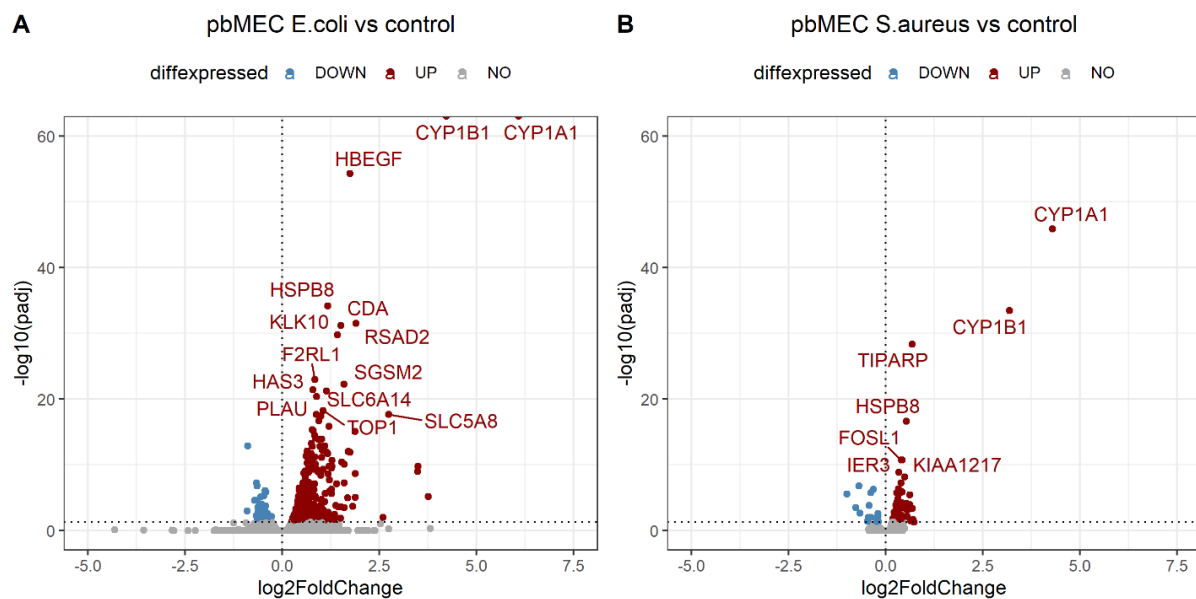 A
pbMEC E.coli vs control
diffexpressed a DOWN a UP a NO
60
40
20
0
-log10(padj)
CYP1B1 CYP1A1
HBEGF
HSPB8
CDA
KLK10
RSAD2
F2RL1
SGSM2
HAS3
SLC6A14
PLAU
SLC5A8
TOP1
-5.0 -2.5 0.0 2.5 5.0 7.5
log2FoldChange
B
pbMEC S.aureus vs control
diffexpressed a DOWN a UP a NO
60
40
20
0
-log10(padj)
CYP1A1
CYP1B1
TIPARP
HSPB8
FOSL1
IER3 KIAA1217
-5.0 -2.5 0.0 2.5 5.0 7.5
log2FoldChange